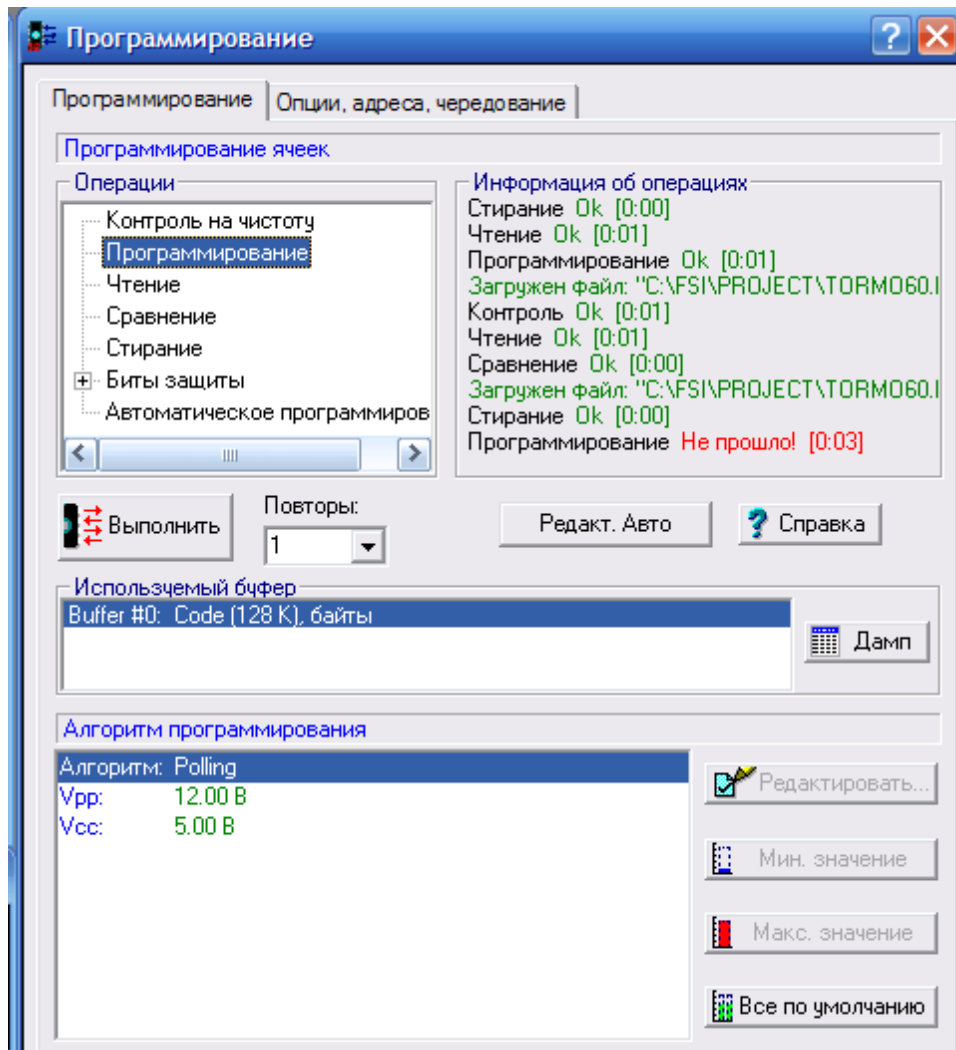 Программирование
Программирование
Опции, адреса, чередование
Программирование ячеек
Операции
Контроль на чистоту
Программирование
Чтение
Сравнение
Стирание
Биты защиты
Автоматическое программиров
Информация об операциях
Стирание Ok [0:00]
Чтение Ok [0:01]
Программирование Ok [0:01]
Загружен файл: "C:\FSI\PROJECT\TORMO60.I
Контроль Ok [0:01]
Чтение Ok [0:01]
Сравнение Ok [0:00]
Загружен файл: "C:\FSI\PROJECT\TORMO60.I
Стирание Ok [0:00]
Программирование Не прошло! [0:03]
Выполнить
Повторы:
1
Редакт. Авто
Справка
Используемый буфер
Buffer #0: Code (128 K), байты
Дамп
Алгоритм программирования
Алгоритм: Polling
Vpp: 12.00 В
Vcc: 5.00 В
Редактировать...
Мин. значение
Макс. значение
Все по умолчанию